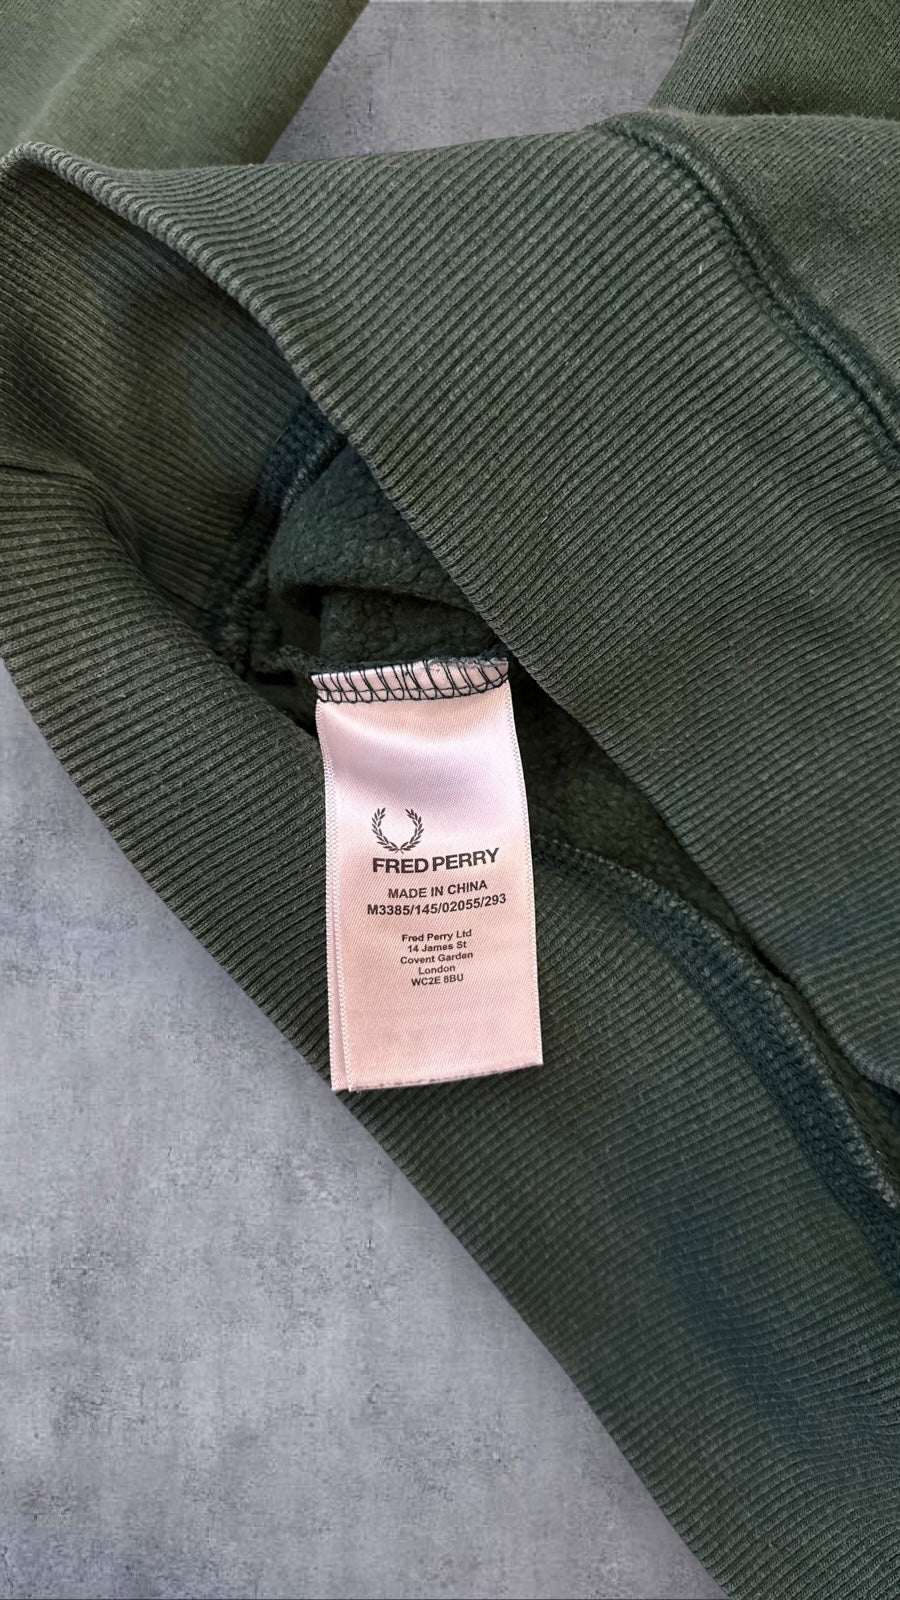 FRED PERRY
MADE IN CHINA
M3385/145/02055/293
Fred Perry Ltd
14 James St
Covent Garden
London
WC2E 8BU